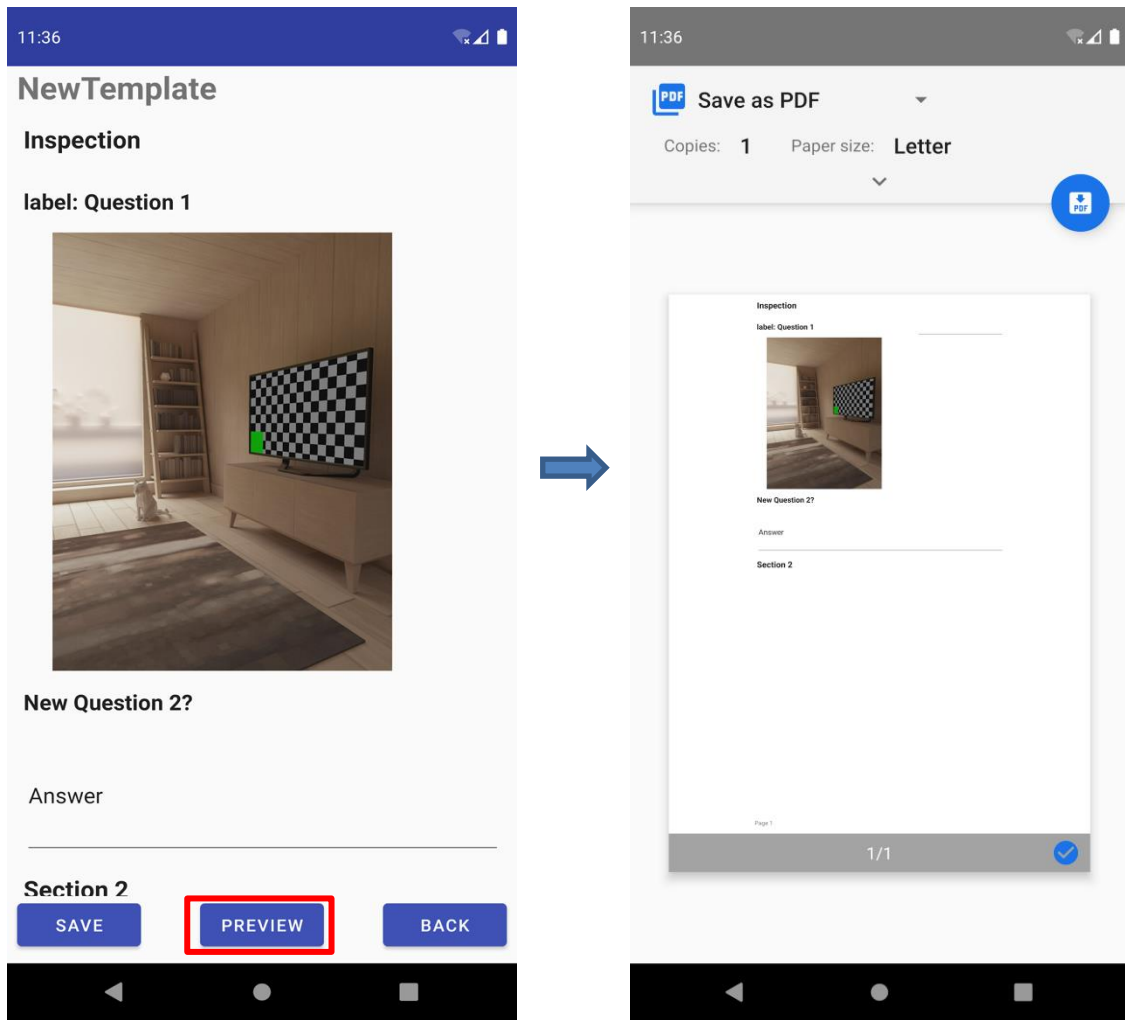 11:36
NewTemplate
Inspection
label: Question 1
New Question 2?
Answer
Section 2
SAVE PREVIEW BACK
11:36
PDF Save as PDF
Copies: 1 Paper size: Letter
PDF
Inspection
label: Question 1
New Question 2?
Answer
Section 2
Page 1
1/1